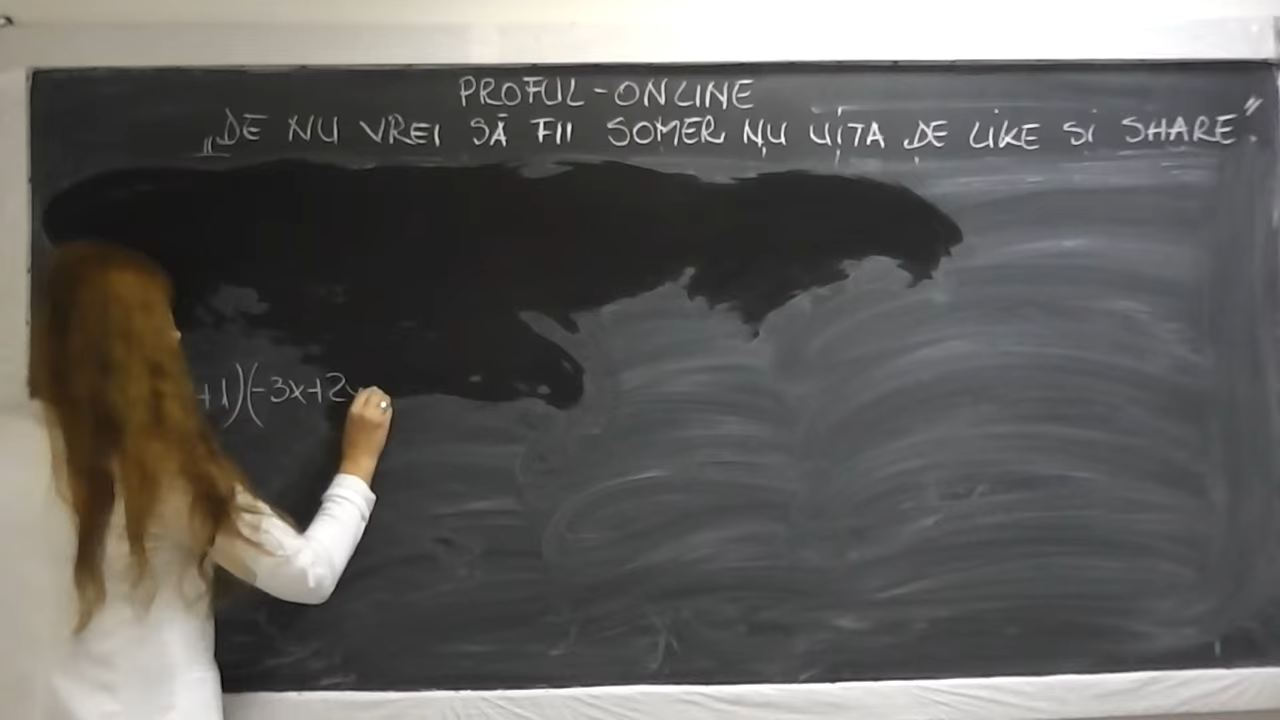 PROFUL-ONLINE
„DE NU VREI SĂ FII SOMER NU UITA DE LIKE SI SHARE".
+1)(-3x+2